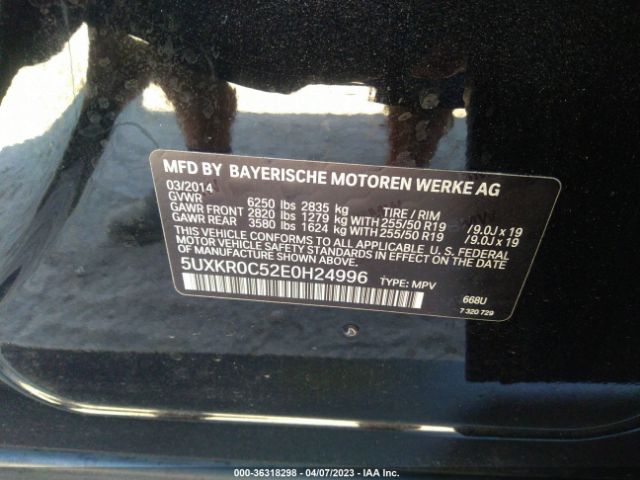 MFD BY BAYERISCHE MOTOREN WERKE AG
03/2014
GVWR 6250 lbs 2835 kg TIRE / RIM
GAWR FRONT 2820 lbs 1279 kg WITH 255/50 R19 /9.0J x 19
GAWR REAR 3580 lbs 1624 kg WITH 255/50 R19 /9.0J x 19
THIS VEHICLE CONFORMS TO ALL APPLICABLE U.S. FEDERAL
MOTOR VEHICLE SAFETY STANDARDS IN EFFECT ON THE DATE OF
MANUFACTURE SHOWN ABOVE.
5UXKR0C52E0H24996 TYPE: MPV
668U
7 320 729
000-36318298 - 04/07/2023 - IAA Inc.